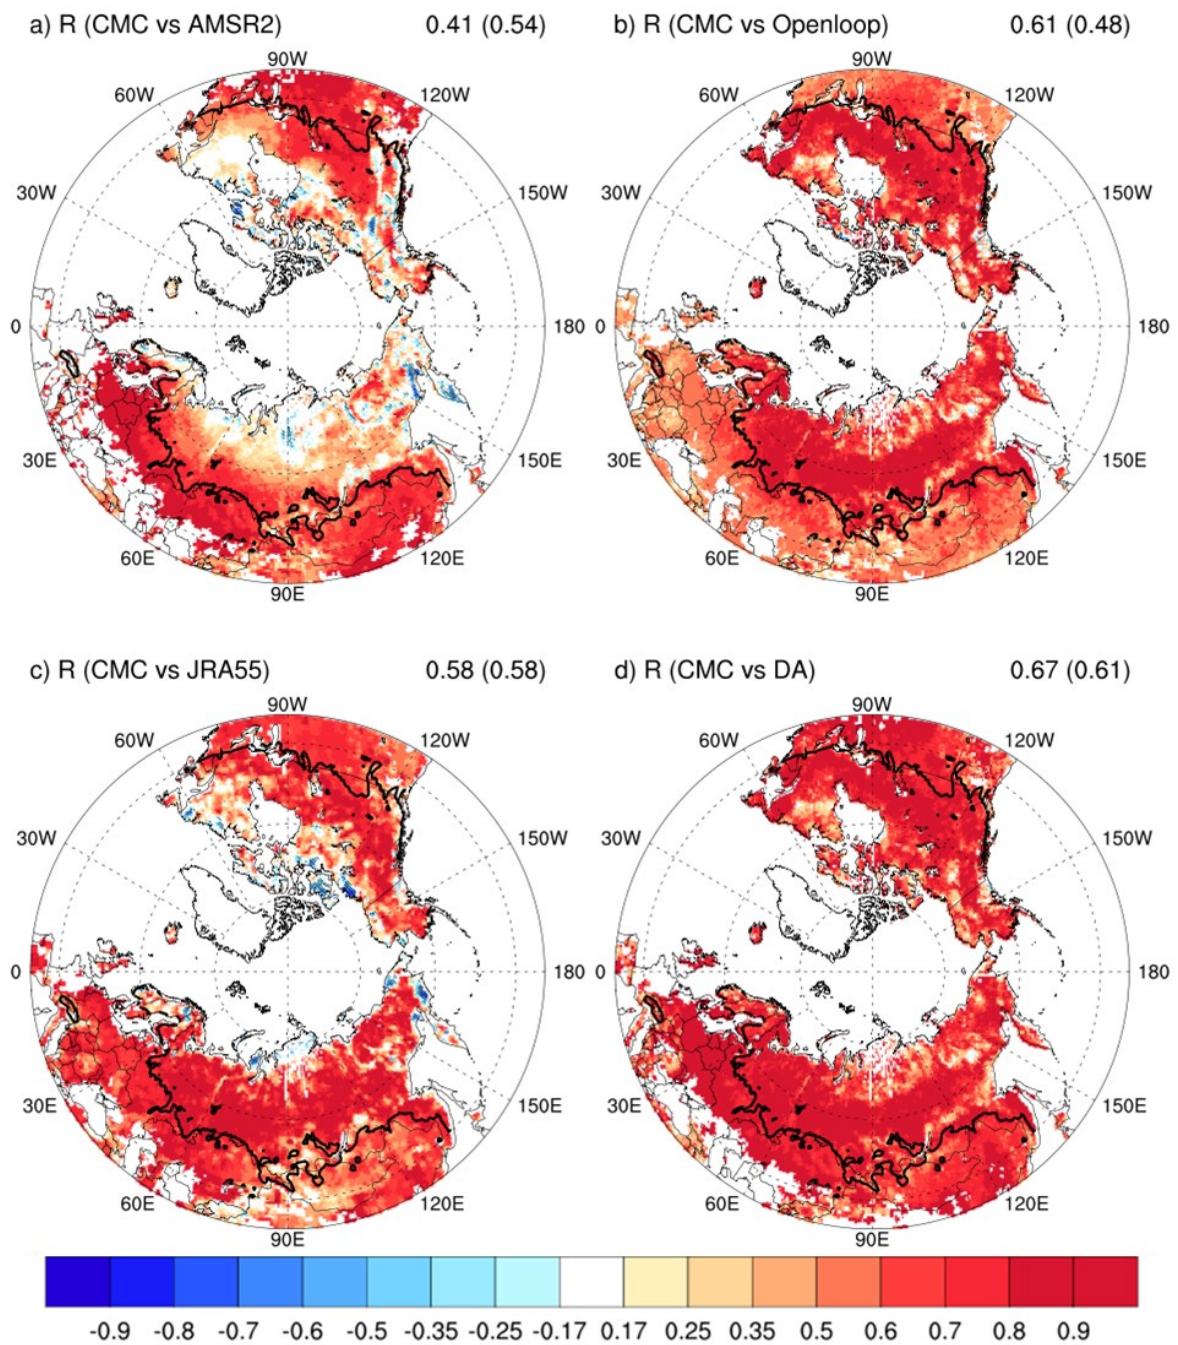 a) R (CMC vs AMSR2) 0.41 (0.54)
b) R (CMC vs Openloop) 0.61 (0.48)
90W
90W
60W
120W
60W
120W
30W
150W
30W
150W
0
180
0
180
30E
150E
30E
150E
60E
120E
60E
120E
90E
90E
c) R (CMC vs JRA55) 0.58 (0.58)
d) R (CMC vs DA) 0.67 (0.61)
90W
90W
60W
120W
60W
120W
30W
150W
30W
150W
0
180
0
180
30E
150E
30E
150E
60E
120E
60E
120E
90E
90E
-0.9 -0.8 -0.7 -0.6 -0.5 -0.35 -0.25 -0.17 0.17 0.25 0.35 0.5 0.6 0.7 0.8 0.9